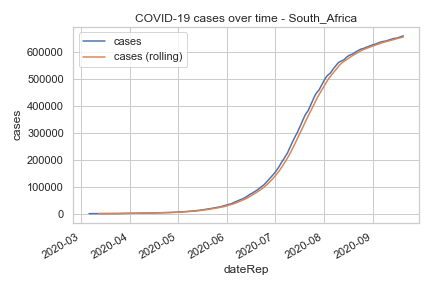 COVID-19 cases over time - South_Africa
cases
cases (rolling)
cases
600000
500000
400000
300000
200000
100000
0
2020-03
2020-04
2020-05
2020-06
2020-07
2020-08
2020-09
dateRep